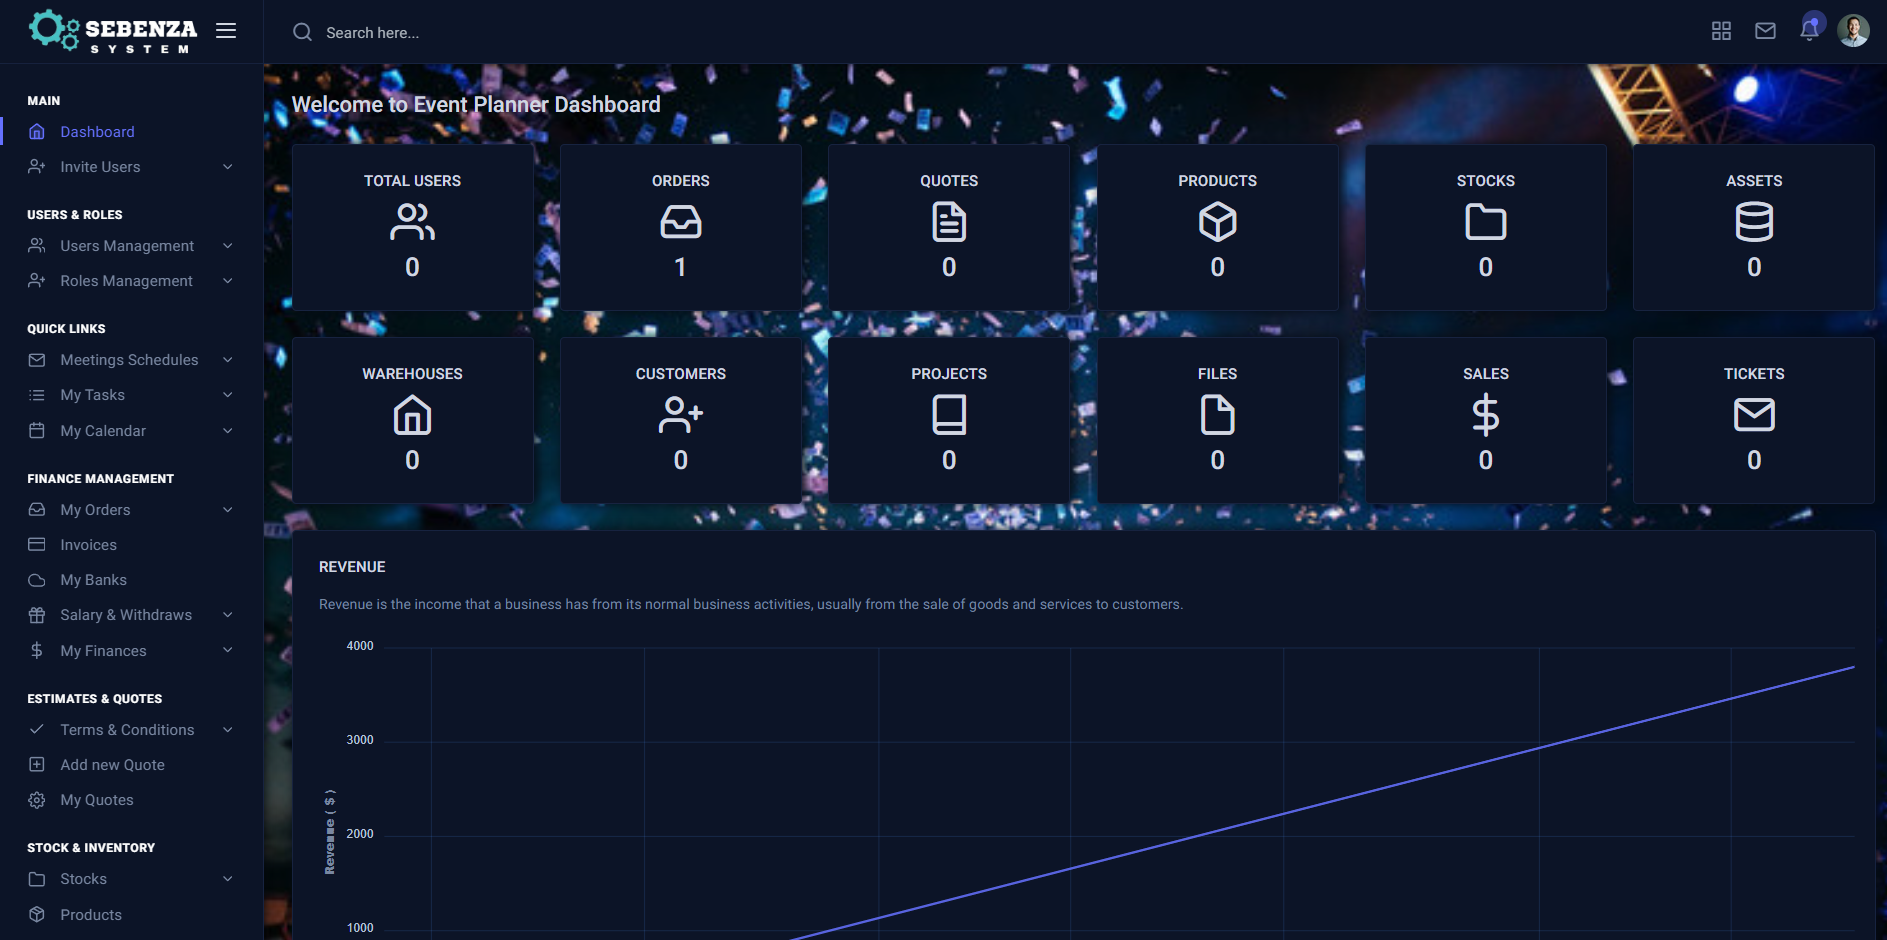 SEBENZA
SYSTEM
Search here...
MAIN
Dashboard
Invite Users
USERS & ROLES
Users Management
Roles Management
QUICK LINKS
Meetings Schedules
My Tasks
My Calendar
FINANCE MANAGEMENT
My Orders
Invoices
My Banks
Salary & Withdraws
My Finances
ESTIMATES & QUOTES
Terms & Conditions
Add new Quote
My Quotes
STOCK & INVENTORY
Stocks
Products
Welcome to Event Planner Dashboard
TOTAL USERS
0
ORDERS
1
QUOTES
0
PRODUCTS
0
STOCKS
0
ASSETS
0
WAREHOUSES
0
CUSTOMERS
0
PROJECTS
0
FILES
0
SALES
0
TICKETS
0
REVENUE
Revenue is the income that a business has from its normal business activities, usually from the sale of goods and services to customers.
4000
3000
2000
1000
Revenue ( $ )